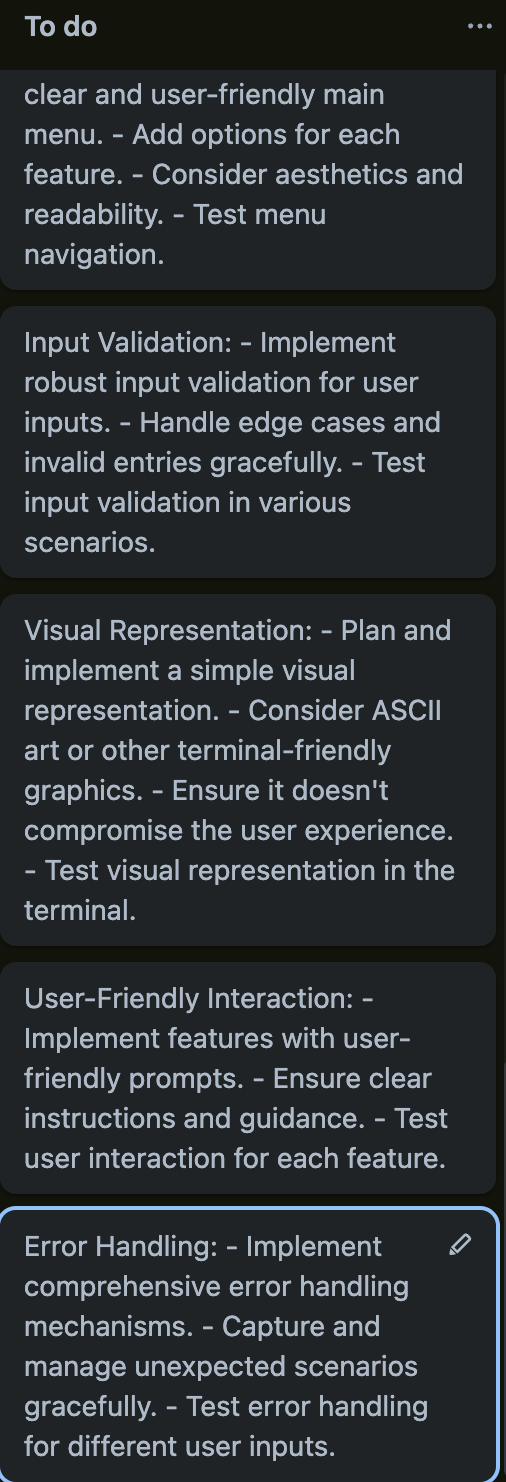 To do
clear and user-friendly main
menu. - Add options for each
feature. - Consider aesthetics and
readability. - Test menu
navigation.
Input Validation: - Implement
robust input validation for user
inputs. - Handle edge cases and
invalid entries gracefully. - Test
input validation in various
scenarios.
Visual Representation: - Plan and
implement a simple visual
representation. - Consider ASCII
art or other terminal-friendly
graphics. - Ensure it doesn't
compromise the user experience.
- Test visual representation in the
terminal.
User-Friendly Interaction: -
Implement features with user-
friendly prompts. - Ensure clear
instructions and guidance. - Test
user interaction for each feature.
Error Handling: - Implement
comprehensive error handling
mechanisms. - Capture and
manage unexpected scenarios
gracefully. - Test error handling
for different user inputs.